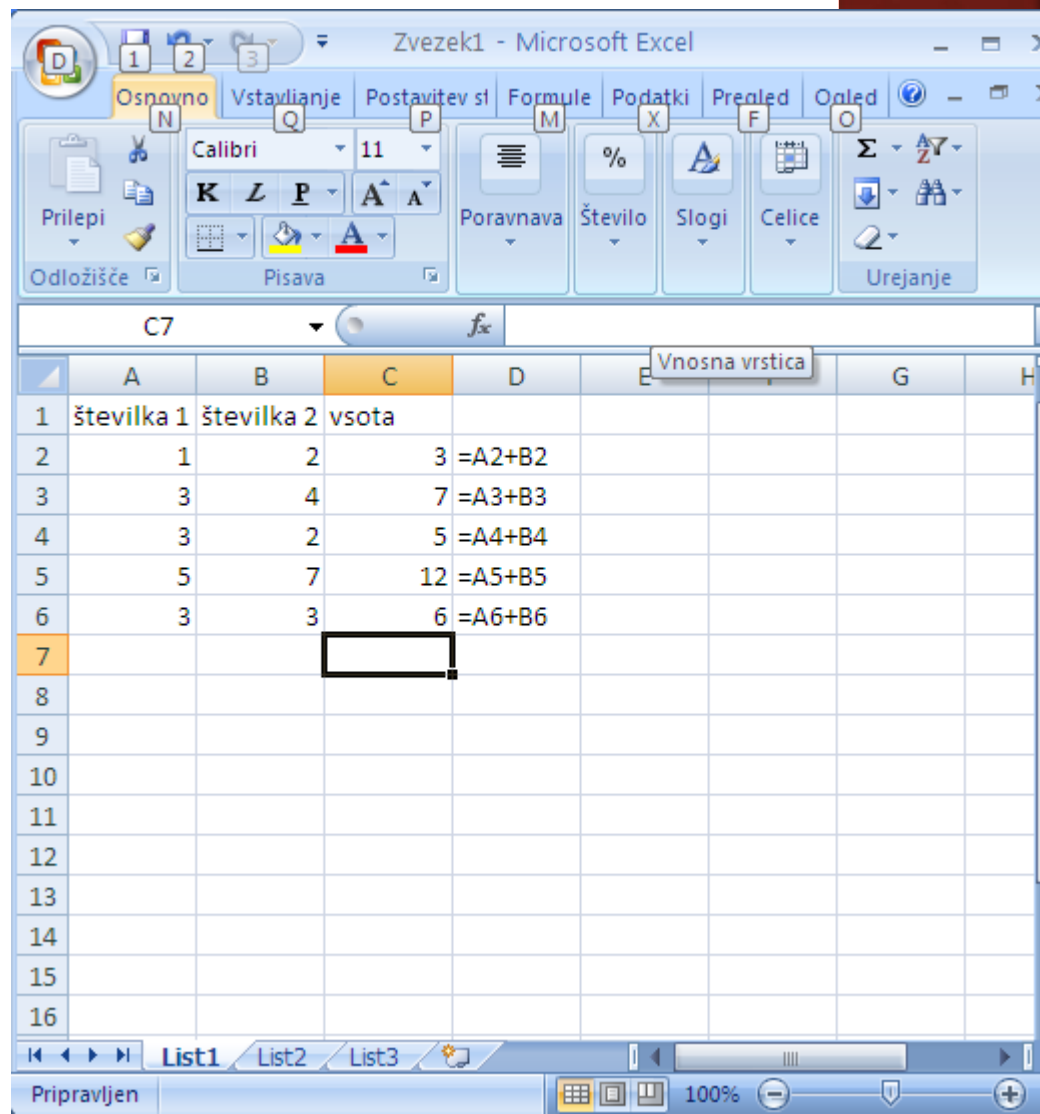 Zvezek1 - Microsoft Excel
D 1 2 3
Osnovno Vstavljanje Postavitev st Formule Podatki Pregled Ogled
N Q P M X F O
Calibri 11
K L P A A
Prilepi
A
Poravnava Število Slogi Celice
% A Σ A Z
Odložišče Pisava Urejanje
C7 fx
Vnosna vrstica
A B C D E F G H
1 številka 1 številka 2 vsota
2 1 2 3 =A2+B2
3 3 4 7 =A3+B3
4 3 2 5 =A4+B4
5 5 7 12 =A5+B5
6 3 3 6 =A6+B6
7
8
9
10
11
12
13
14
15
16
List1 List2 List3
Pripravljen 100%